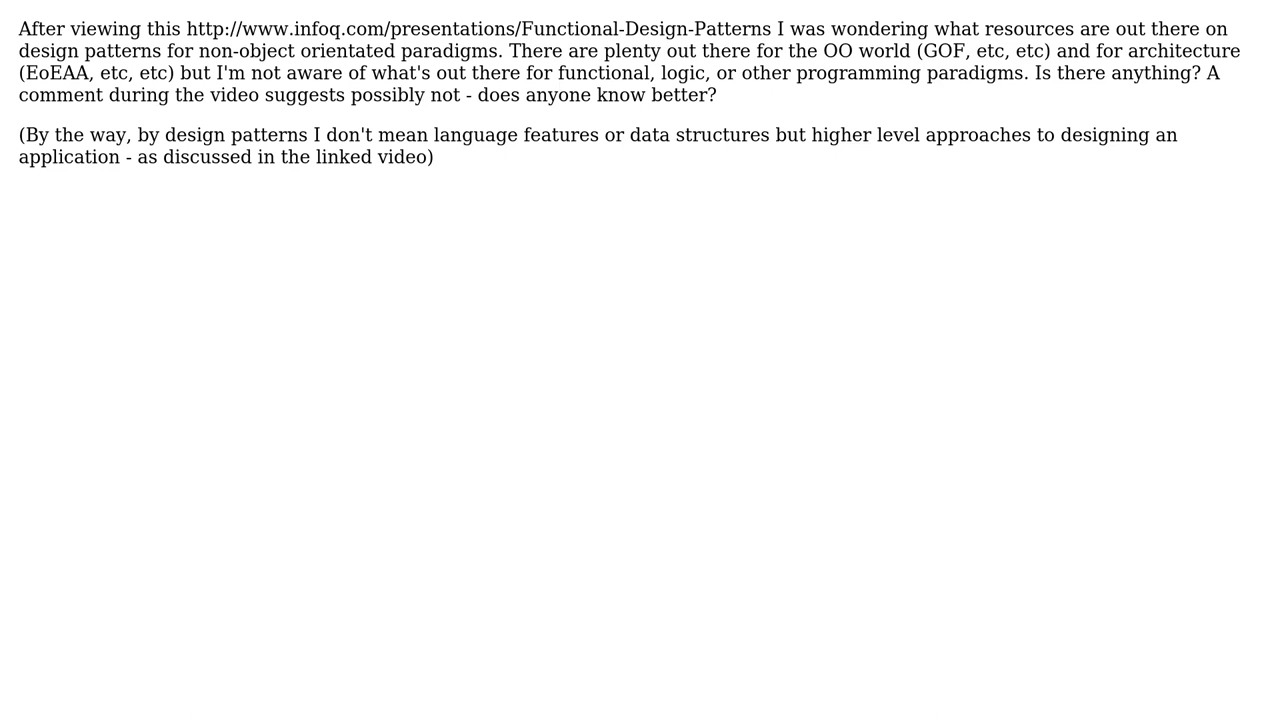 After viewing this http://www.infoq.com/presentations/Functional-Design-Patterns I was wondering what resources are out there on
design patterns for non-object orientated paradigms. There are plenty out there for the OO world (GOF, etc, etc) and for architecture
(EoEAA, etc, etc) but I'm not aware of what's out there for functional, logic, or other programming paradigms. Is there anything? A
comment during the video suggests possibly not - does anyone know better?
(By the way, by design patterns I don't mean language features or data structures but higher level approaches to designing an
application - as discussed in the linked video)